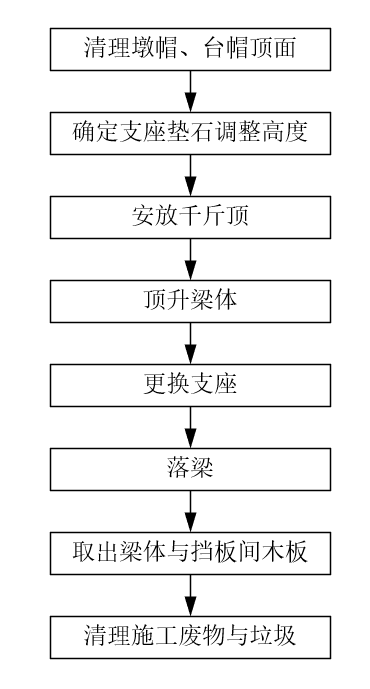 清理墩帽、台帽顶面
确定支座垫石调整高度
安放千斤顶
顶升梁体
更换支座
落梁
取出梁体与挡板间木板
清理施工废物与垃圾